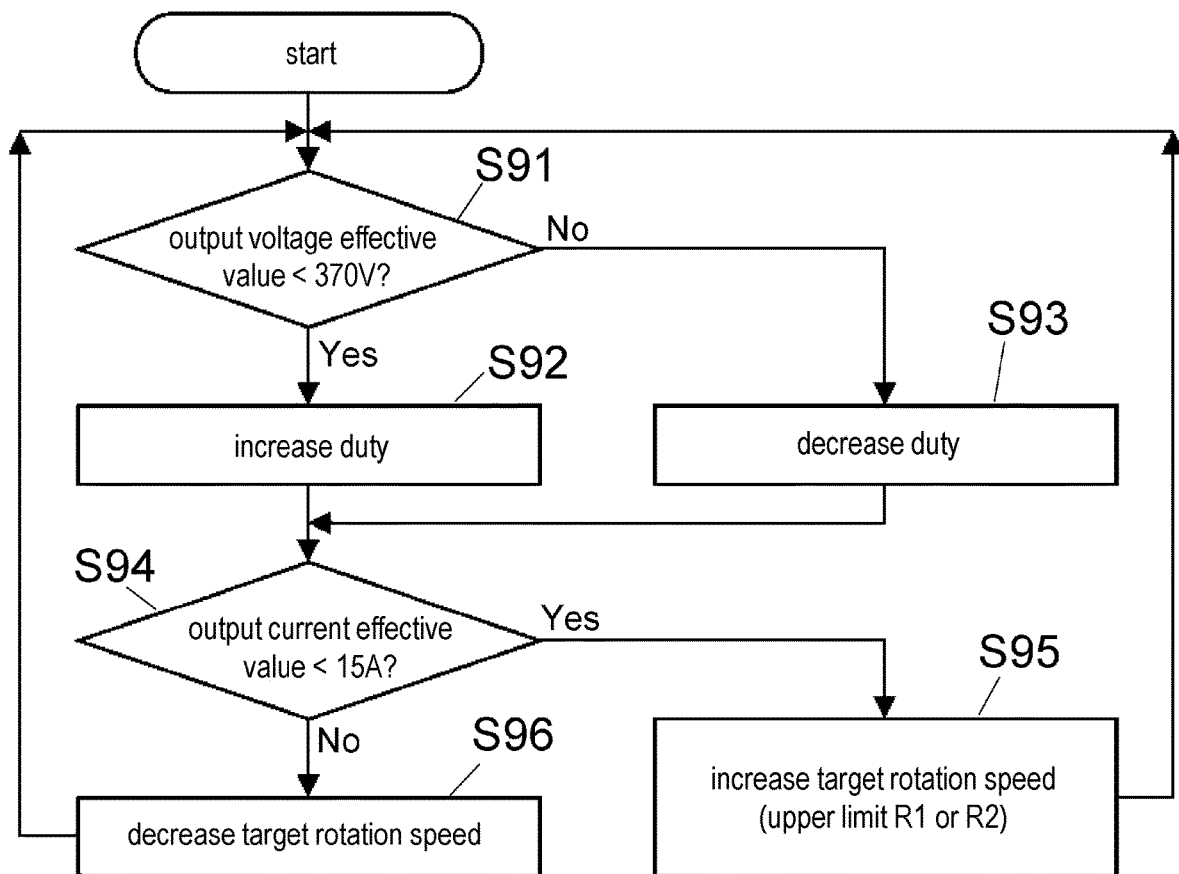 start
S91
output voltage effective
value < 370V?
No
Yes
S92
S93
increase duty
decrease duty
S94
output current effective
value < 15A?
Yes
S95
No
S96
increase target rotation speed
(upper limit R1 or R2)
decrease target rotation speed